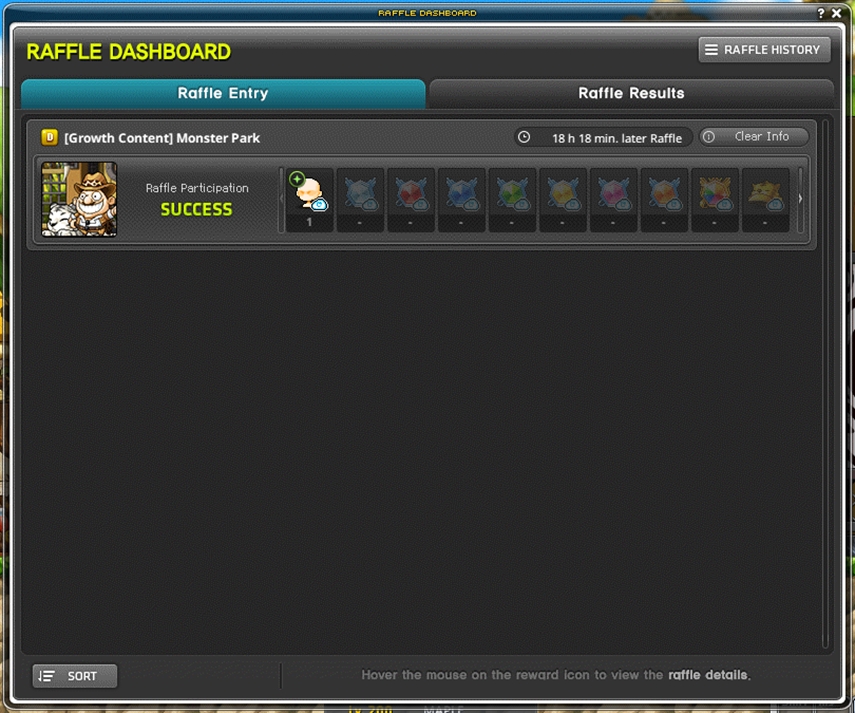 RAFFLE DASHBOARD
? X
RAFFLE DASHBOARD
RAFFLE HISTORY
Raffle Entry
Raffle Results
D [Growth Content] Monster Park
18 h 18 min. later Raffle
Clear Info
Raffle Participation
SUCCESS
1 - - - - - - - - -
SORT
Hover the mouse on the reward icon to view the raffle details.